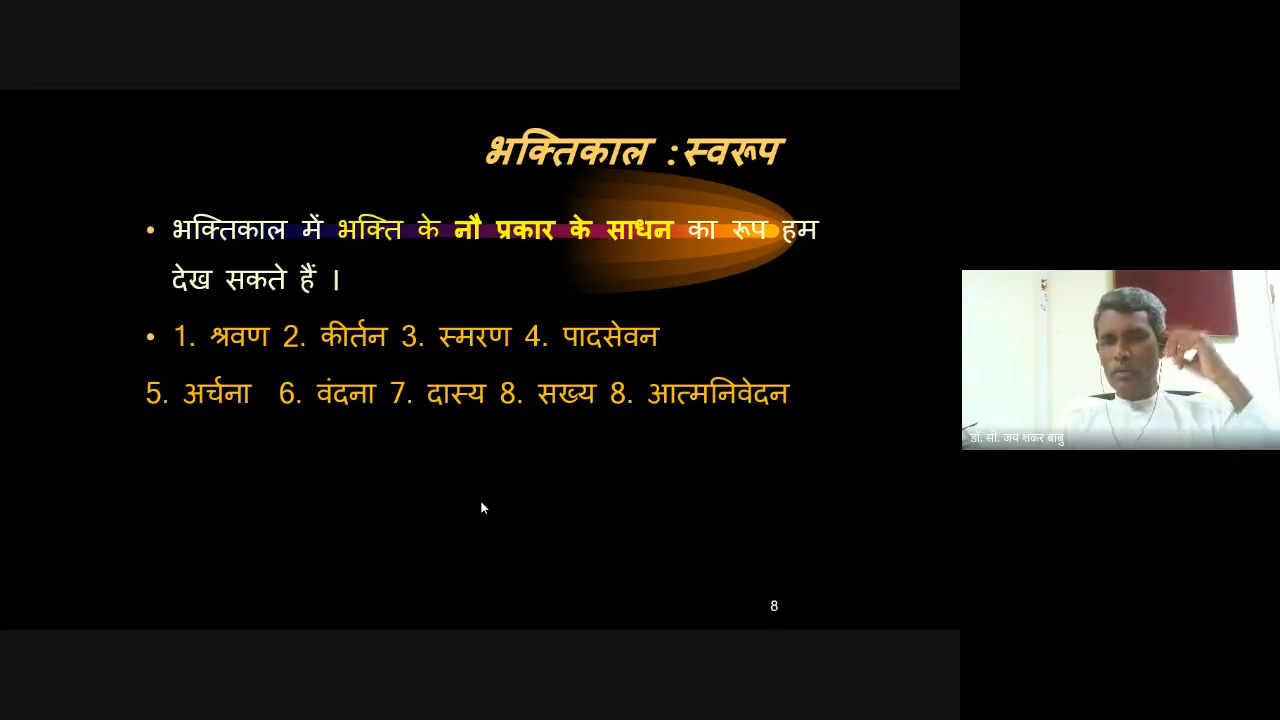 भक्तिकाल :स्वरूप
• भक्तिकाल में भक्ति के नौ प्रकार के साधन का रूप हम
देख सकते हैं ।
• 1. श्रवण 2. कीर्तन 3. स्मरण 4. पादसेवन
5. अर्चना 6. वंदना 7. दास्य 8. सख्य 8. आत्मनिवेदन
डॉ. सी. जय शंकर बाबु
8